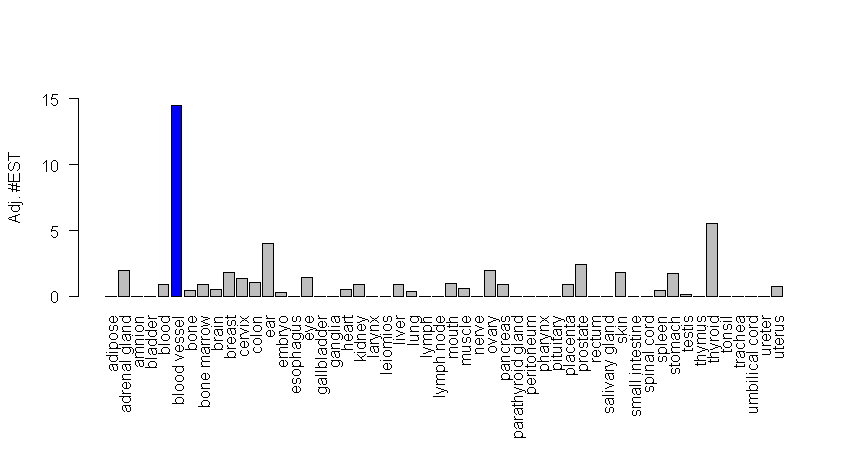 Adj. #EST
15
10
5
0
adipose
adrenal gland
amnion
bladder
blood
blood vessel
bone
bone marrow
brain
breast
cervix
colon
ear
embryo
esophagus
eye
gallbladder
ganglia
heart
kidney
larynx
leiomios
liver
lung
lymph
lymph node
mouth
muscle
nerve
ovary
pancreas
parathyroid gland
peritoneum
pharynx
pituitary
placenta
prostate
rectum
salivary gland
skin
small intestine
spinal cord
spleen
stomach
testis
thymus
thyroid
tonsil
trachea
umbilical cord
ureter
uterus